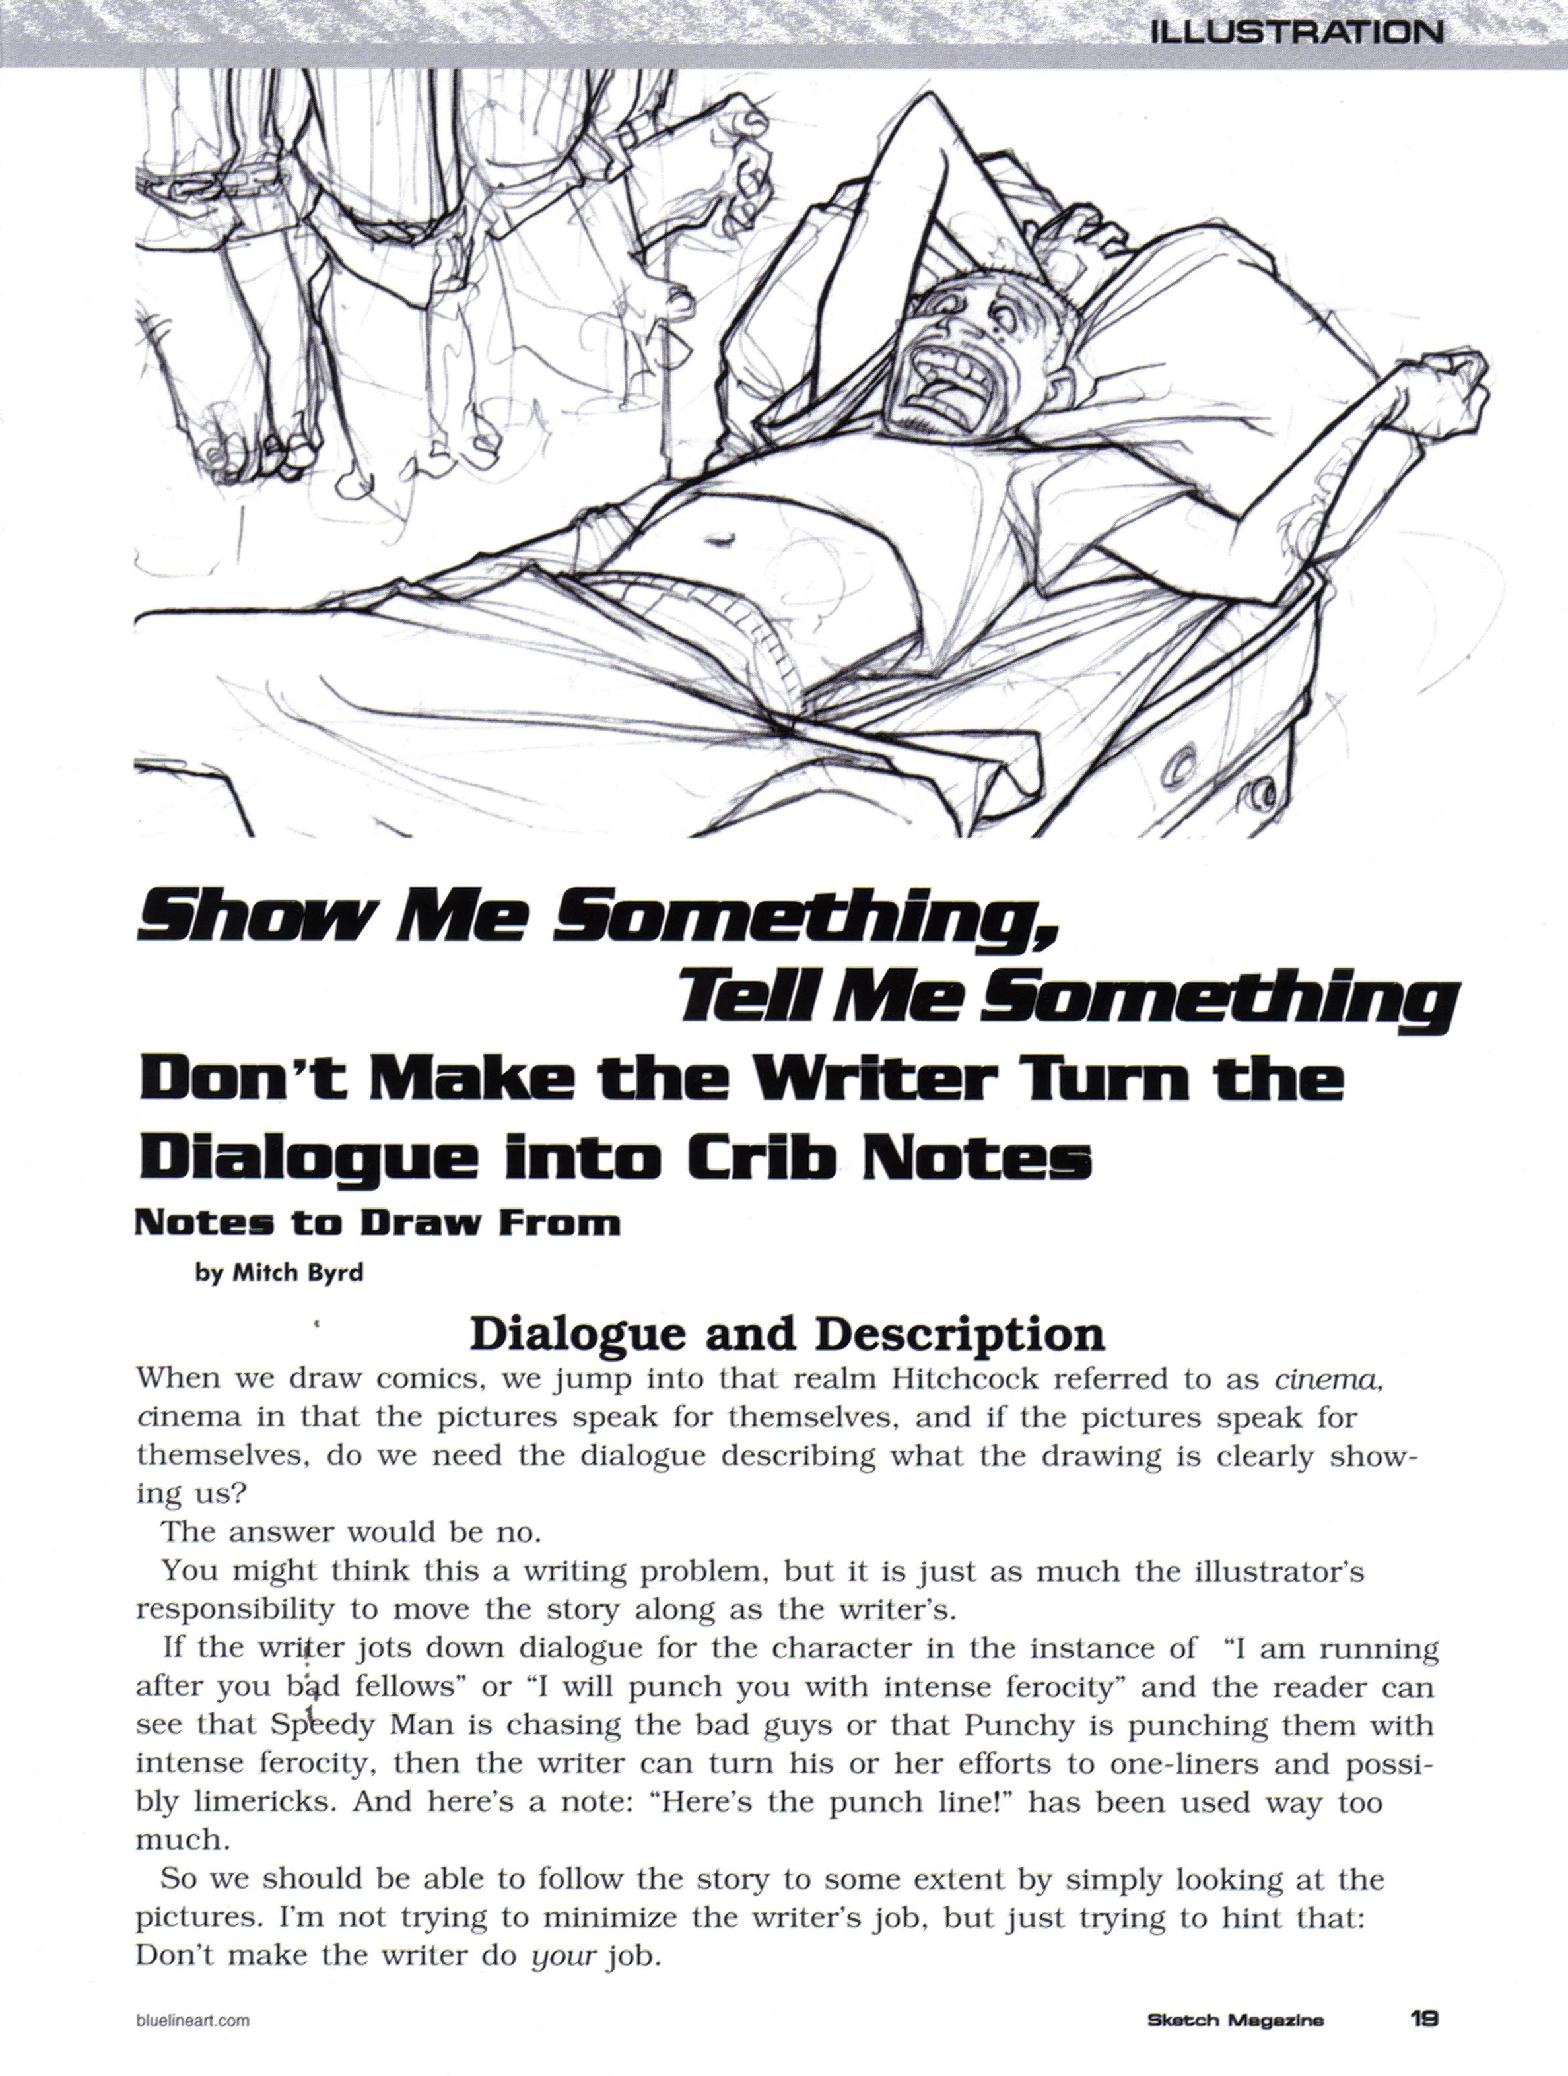 ILLUSTRATION
Show Me Something,
Tell Me Something
Don't Make the Writer Turn the
Dialogue into Crib Notes
Notes to Draw From
by Mitch Byrd
Dialogue and Description
When we draw comics, we jump into that realm Hitchcock referred to as cinema,
cinema in that the pictures speak for themselves, and if the pictures speak for
themselves, do we need the dialogue describing what the drawing is clearly show-
ing us?
The answer would be no.
You might think this a writing problem, but it is just as much the illustrator's
responsibility to move the story along as the writer's.
If the writer jots down dialogue for the character in the instance of “I am running
after you bad fellows” or “I will punch you with intense ferocity” and the reader can
see that Speedy Man is chasing the bad guys or that Punchy is punching them with
intense ferocity, then the writer can turn his or her efforts to one-liners and possi-
bly limericks. And here's a note: “Here's the punch line!” has been used way too
much.
So we should be able to follow the story to some extent by simply looking at the
pictures. I'm not trying to minimize the writer's job, but just trying to hint that:
Don't make the writer do your job.
bluelineart.com
Sketch Magazine 19